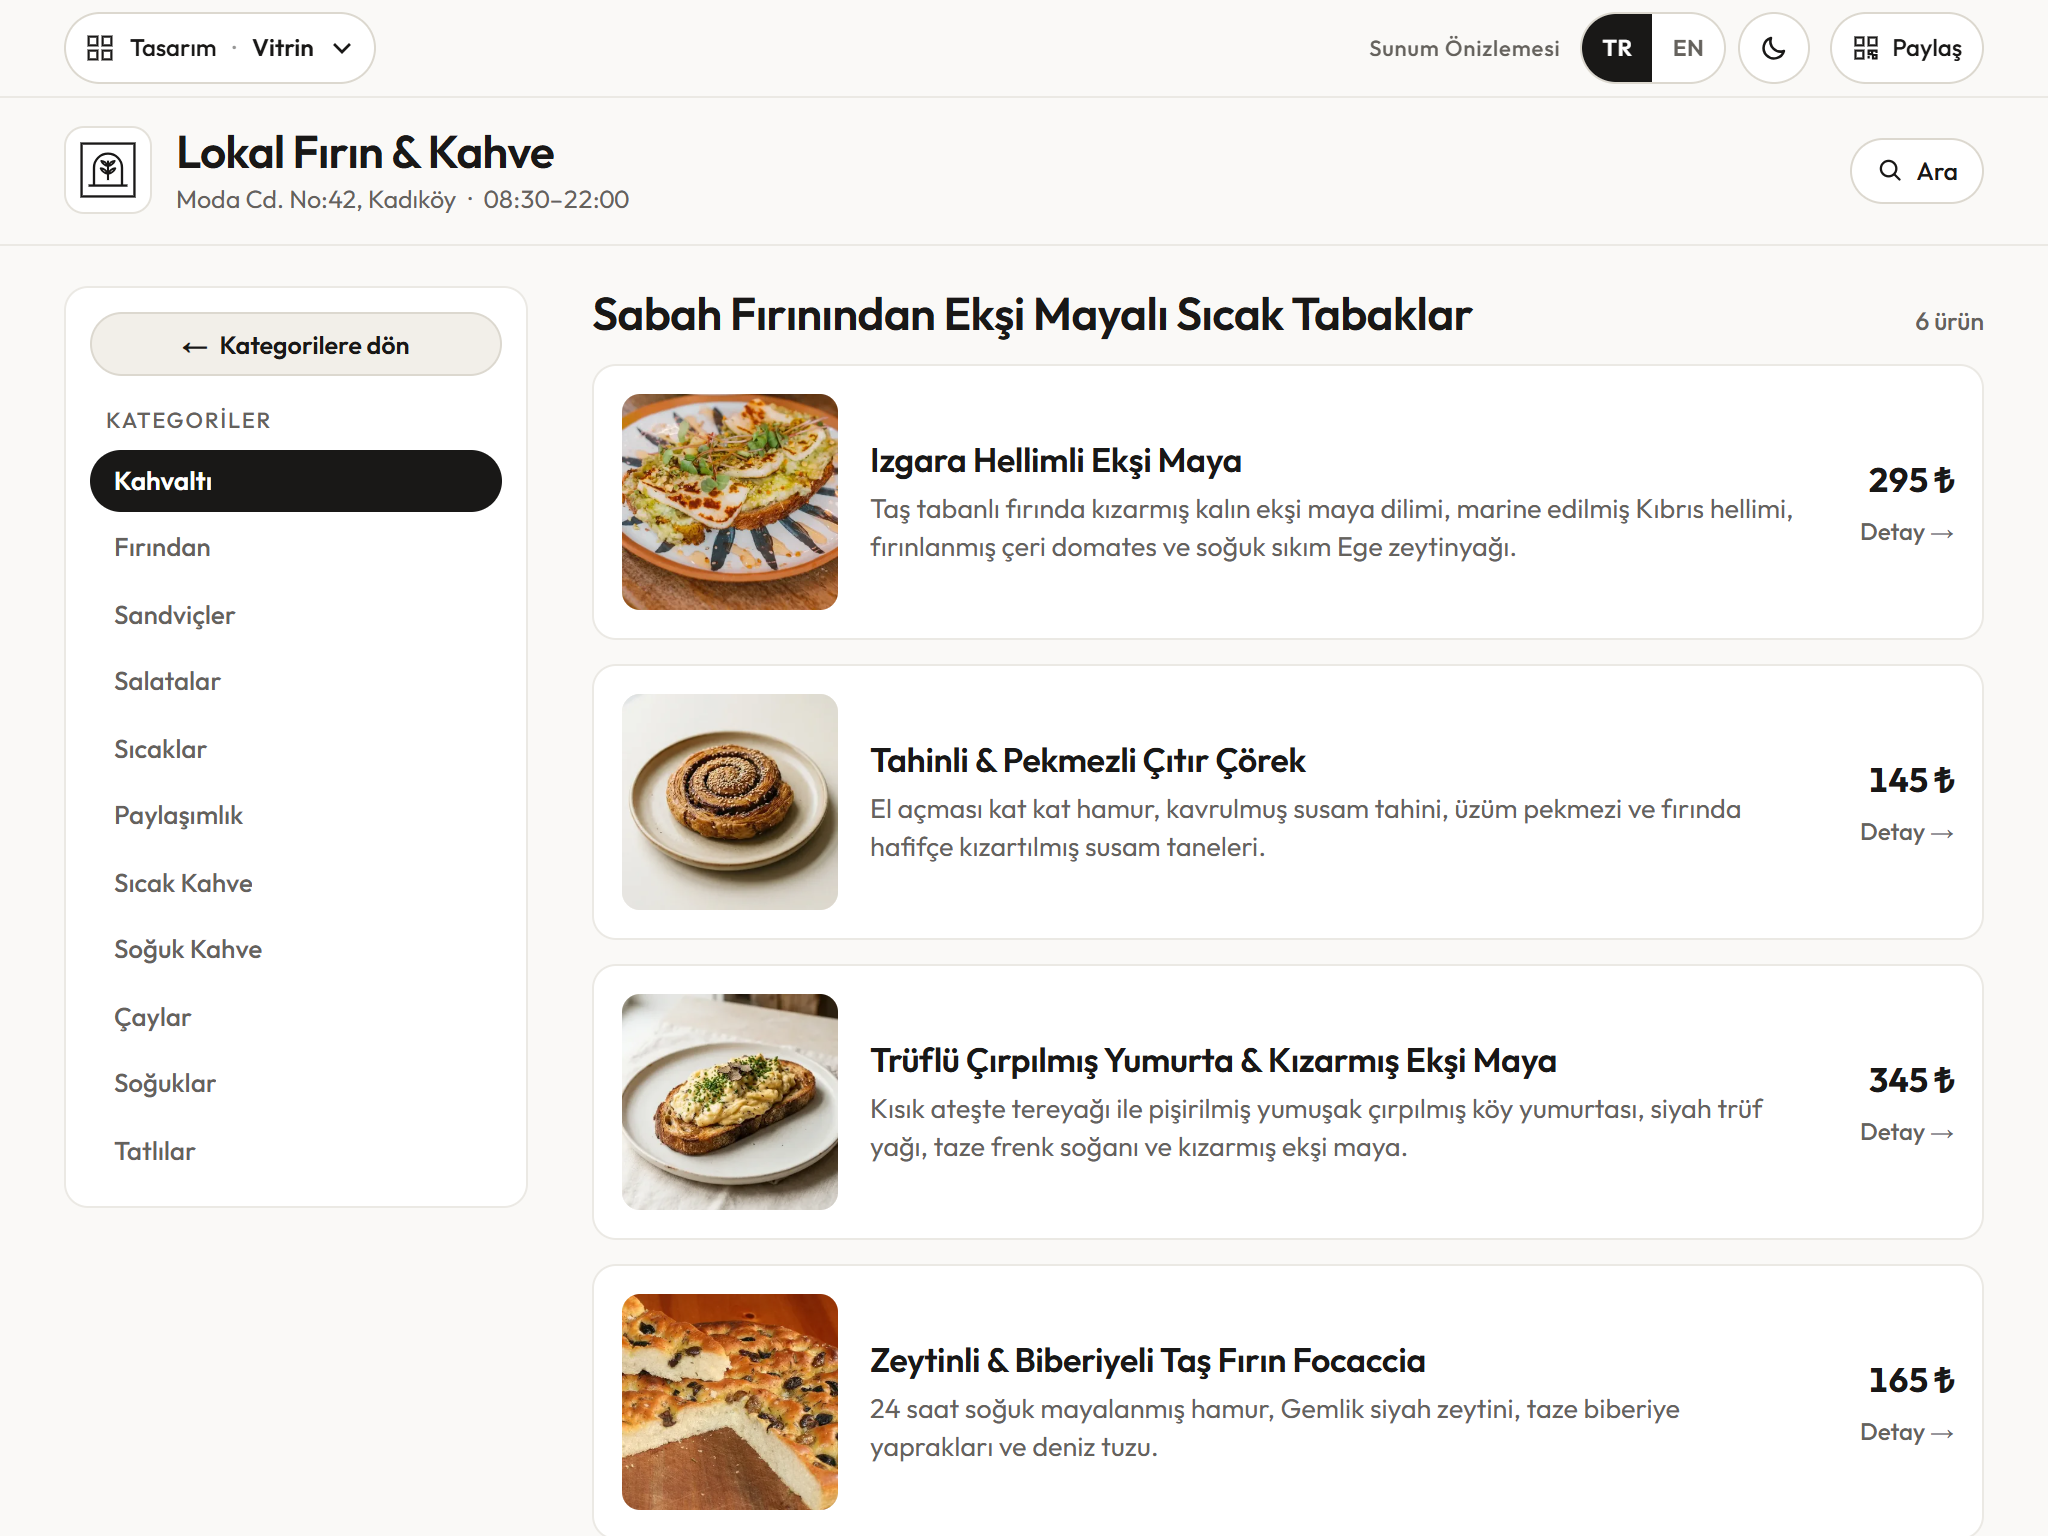 Tasarım · Vitrin
Sunum Önizlemesi
TR
EN
Paylaş
Lokal Fırın & Kahve
Moda Cd. No:42, Kadıköy · 08:30–22:00
Ara
← Kategorilere dön
KATEGORİLER
Kahvaltı
Fırından
Sandviçler
Salatalar
Sıcaklar
Paylaşımlık
Sıcak Kahve
Soğuk Kahve
Çaylar
Soğuklar
Tatlılar
Sabah Fırınından Ekşi Mayalı Sıcak Tabaklar
6 ürün
Izgara Hellimli Ekşi Maya
Taş tabanlı fırında kızarmış kalın ekşi maya dilimi, marine edilmiş Kıbrıs hellimi,
fırınlanmış çeri domates ve soğuk sıkım Ege zeytinyağı.
295 ₺
Detay →
Tahinli & Pekmezli Çıtır Çörek
El açması kat kat hamur, kavrulmuş susam tahini, üzüm pekmezi ve fırında
hafifçe kızartılmış susam taneleri.
145 ₺
Detay →
Trüflü Çırpılmış Yumurta & Kızarmış Ekşi Maya
Kısık ateşte tereyağı ile pişirilmiş yumuşak çırpılmış köy yumurtası, siyah trüf
yağı, taze frenk soğanı ve kızarmış ekşi maya.
345 ₺
Detay →
Zeytinli & Biberiyeli Taş Fırın Focaccia
24 saat soğuk mayalanmış hamur, Gemlik siyah zeytini, taze biberiye
yaprakları ve deniz tuzu.
165 ₺
Detay →